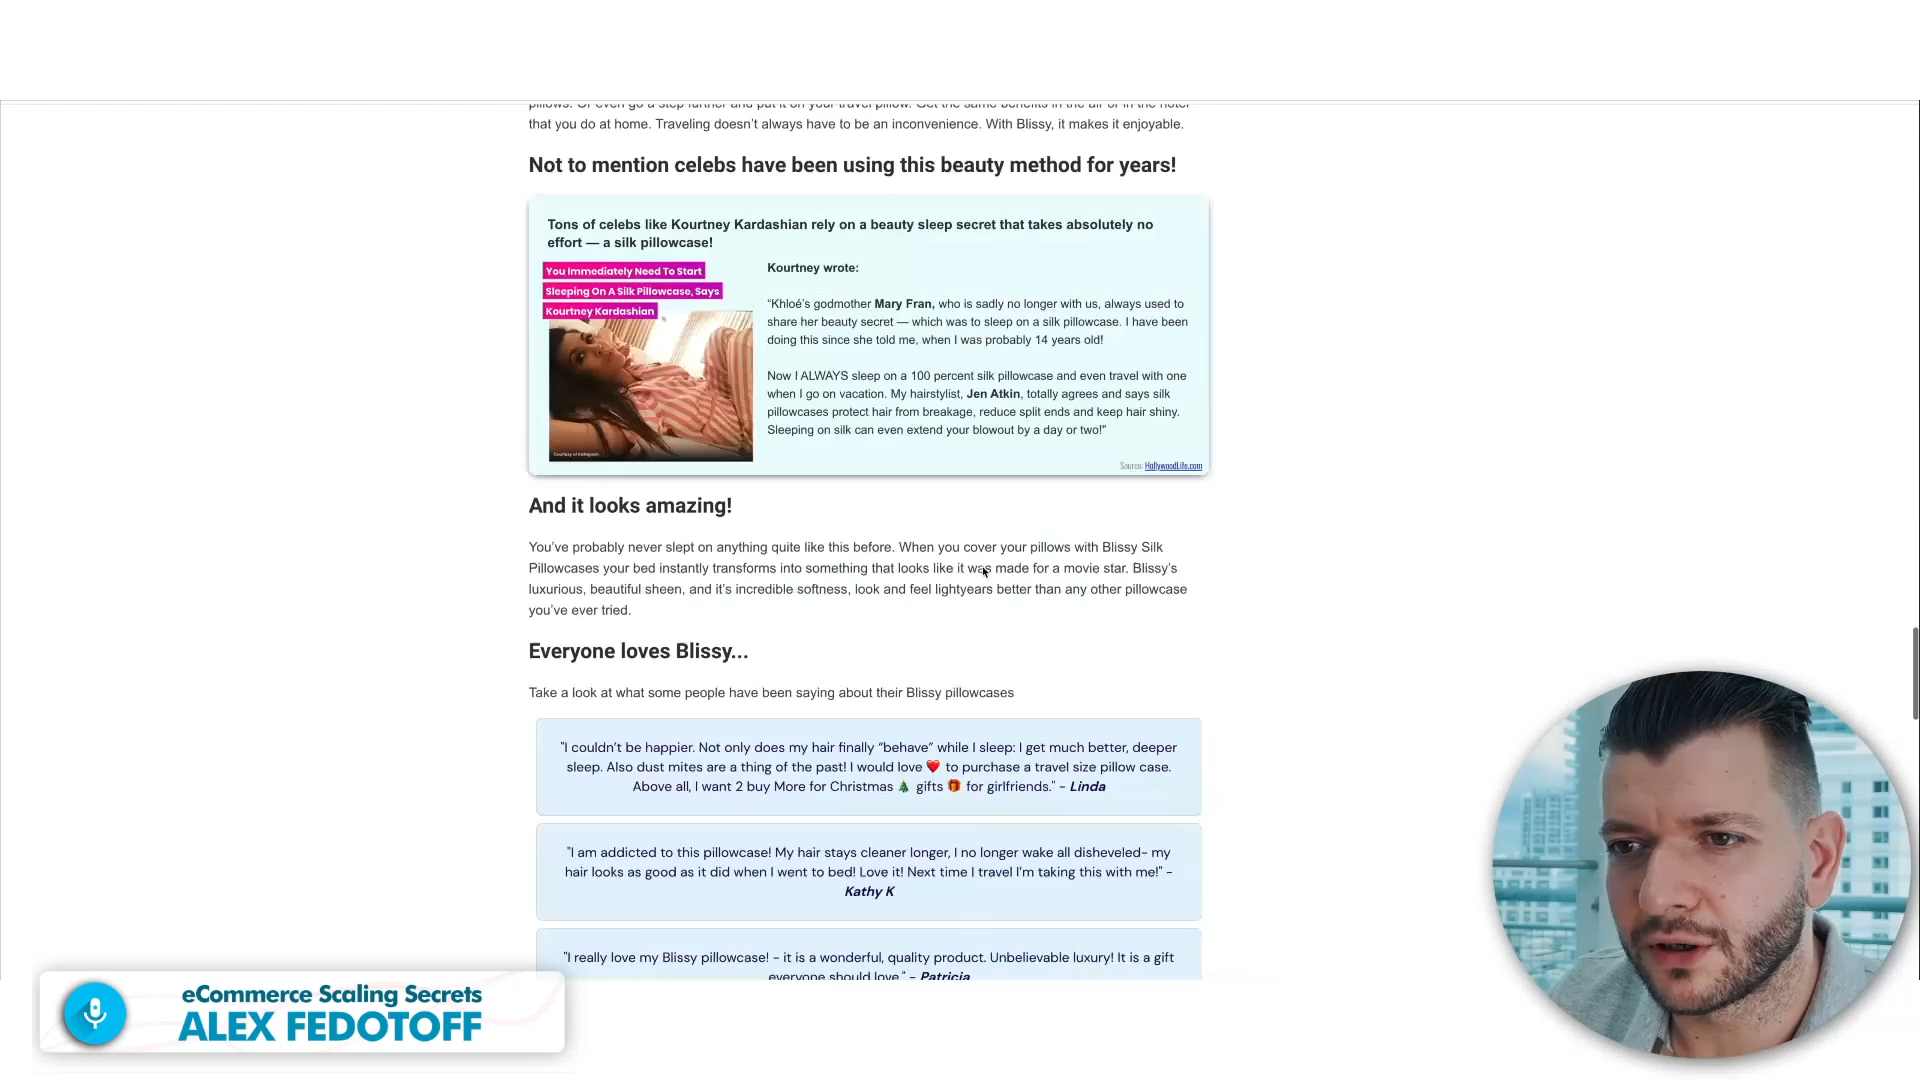 pillows. Or even go a step further and put it on your travel pillow. Get the same benefits in the air or in the hotel
that you do at home. Traveling doesn’t always have to be an inconvenience. With Blissy, it makes it enjoyable.
Not to mention celebs have been using this beauty method for years!
Tons of celebs like Kourtney Kardashian rely on a beauty sleep secret that takes absolutely no
effort — a silk pillowcase!
You Immediately Need To Start
Sleeping On A Silk Pillowcase, Says
Kourtney Kardashian
Courtesy of Instagram
Kourtney wrote:
“Khloé’s godmother Mary Fran, who is sadly no longer with us, always used to
share her beauty secret — which was to sleep on a silk pillowcase. I have been
doing this since she told me, when I was probably 14 years old!
Now I ALWAYS sleep on a 100 percent silk pillowcase and even travel with one
when I go on vacation. My hairstylist, Jen Atkin, totally agrees and says silk
pillowcases protect hair from breakage, reduce split ends and keep hair shiny.
Sleeping on silk can even extend your blowout by a day or two!”
Source: HollywoodLife.com
And it looks amazing!
You’ve probably never slept on anything quite like this before. When you cover your pillows with Blissy Silk
Pillowcases your bed instantly transforms into something that looks like it was made for a movie star. Blissy’s
luxurious, beautiful sheen, and it’s incredible softness, look and feel lightyears better than any other pillowcase
you’ve ever tried.
Everyone loves Blissy...
Take a look at what some people have been saying about their Blissy pillowcases
"I couldn’t be happier. Not only does my hair finally “behave” while I sleep: I get much better, deeper
sleep. Also dust mites are a thing of the past! I would love ❤️ to purchase a travel size pillow case.
Above all, I want 2 buy More for Christmas 🎄 gifts 🎁 for girlfriends." - Linda
"I am addicted to this pillowcase! My hair stays cleaner longer, I no longer wake all disheveled- my
hair looks as good as it did when I went to bed! Love it! Next time I travel I’m taking this with me!" -
Kathy K
"I really love my Blissy pillowcase! - it is a wonderful, quality product. Unbelievable luxury! It is a gift
everyone should love." - Patricia
eCommerce Scaling Secrets
ALEX FEDOTOFF